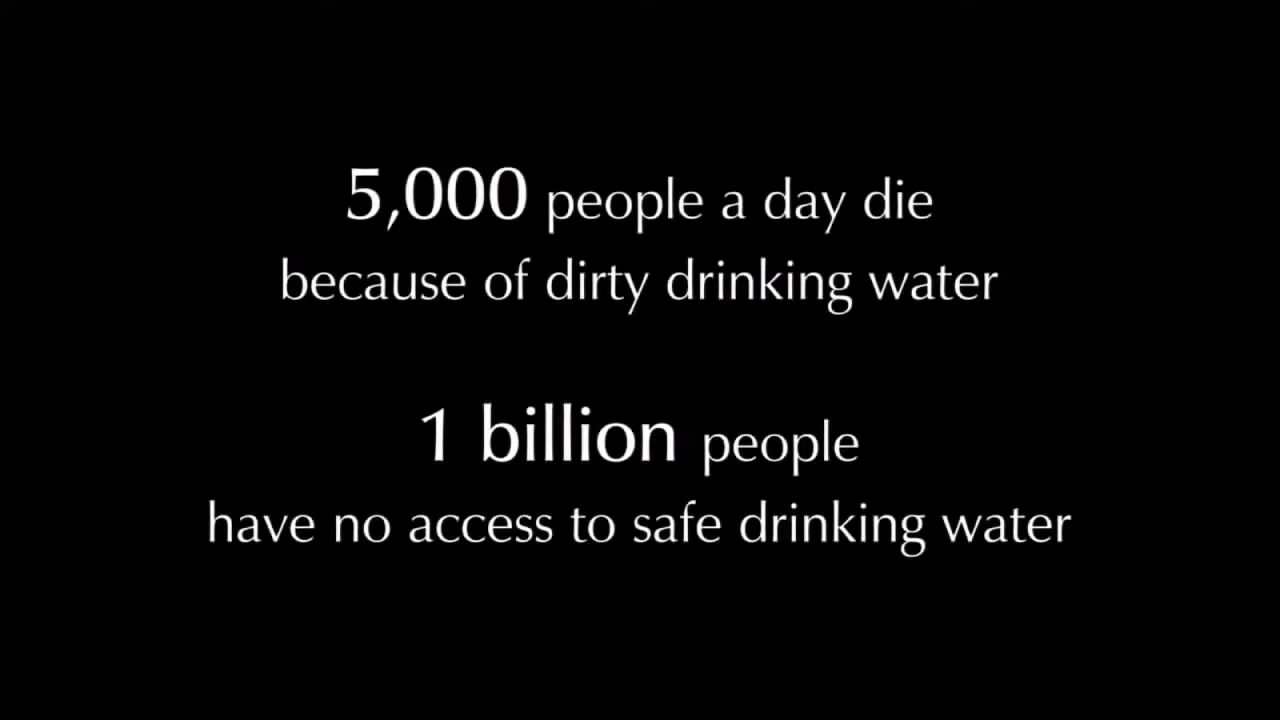 5,000 people a day die
because of dirty drinking water
1 billion people
have no access to safe drinking water